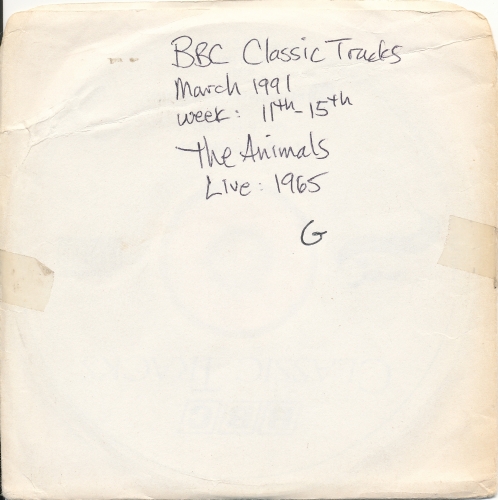 BBC Classic Tracks
March 1991
week: 11th-15th
The Animals
Live: 1965
G